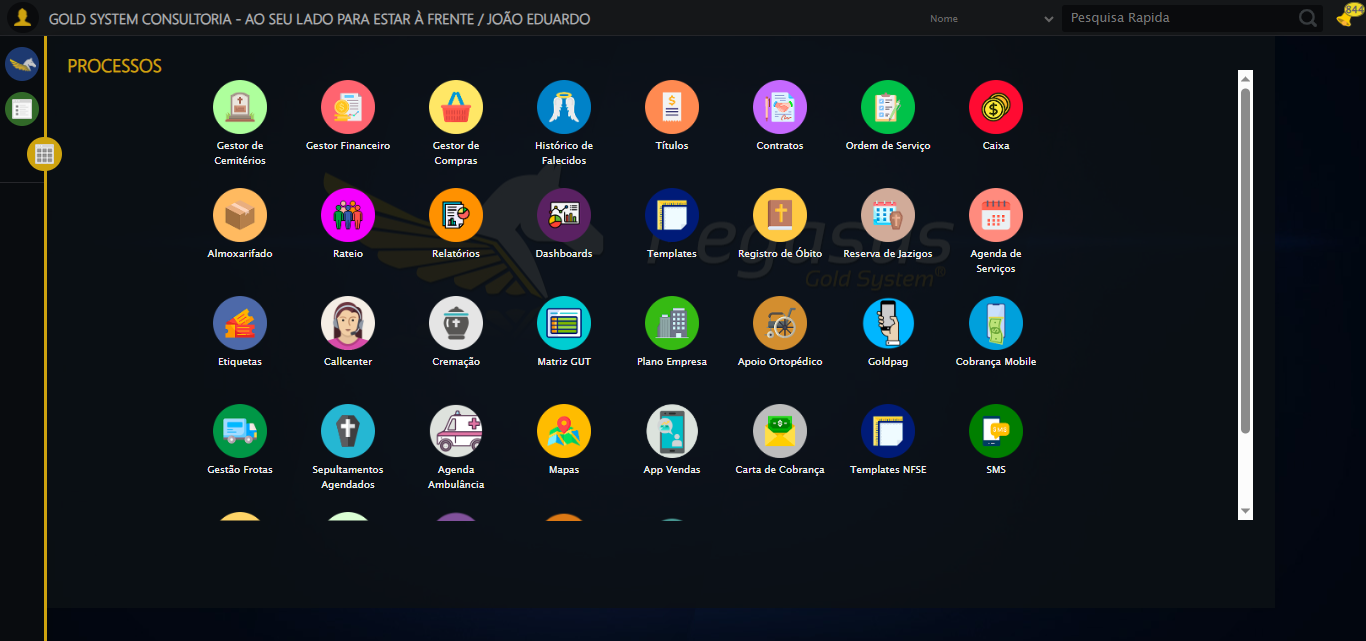 GOLD SYSTEM CONSULTORIA - AO SEU LADO PARA ESTAR À FRENTE / JOÃO EDUARDO
Nome
Pesquisa Rapida
844
PROCESSOS
Gestor de
Cemitérios
Gestor Financeiro
Gestor de
Compras
Histórico de
Falecidos
Títulos
Contratos
Ordem de Serviço
Caixa
Almoxarifado
Rateio
Relatórios
Dashboards
Templates
Registro de Óbito
Reserva de Jazigos
Agenda de
Serviços
Pegasus
Gold System®
Etiquetas
Callcenter
Cremação
Matriz GUT
Plano Empresa
Apoio Ortopédico
Goldpag
Cobrança Mobile
Gestão Frotas
Sepultamentos
Agendados
Agenda
Ambulância
Mapas
App Vendas
Carta de Cobrança
Templates NFSE
SMS
SMS